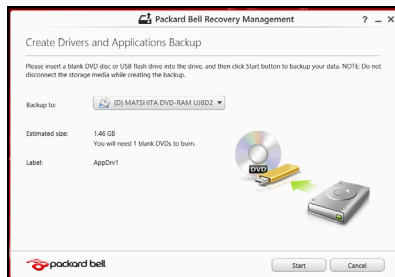 Packard Bell Recovery Management
? – X
Create Drivers and Applications Backup
Please insert a blank DVD disc or USB flash drive into the drive, and then click Start button to backup your data. NOTE: Do not
disconnect the storage media while creating the backup.
Backup to: (D) MATSHITA DVD-RAM UJ8D2
Estimated size: 1.46 GB
You will need 1 blank DVDs to burn.
Label: AppDrv1
DVD
packard bell
Start Cancel